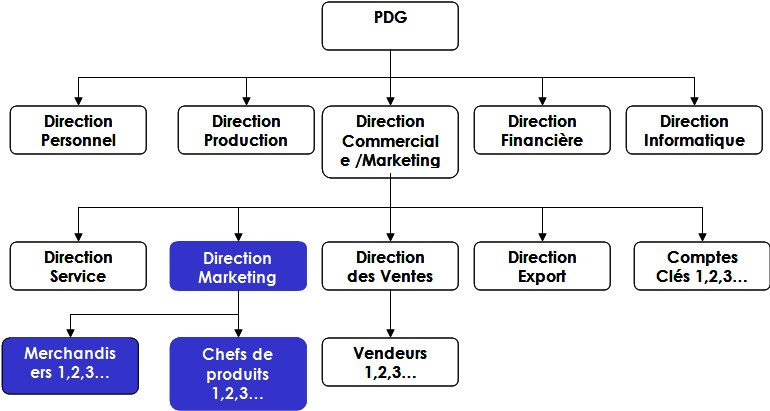 PDG
Direction
Personnel
Direction
Production
Direction
Commercial
e /Marketing
Direction
Financière
Direction
Informatique
Direction
Service
Direction
Marketing
Direction
des Ventes
Direction
Export
Comptes
Clés 1,2,3...
Merchandis
ers 1,2,3...
Chefs de
produits
1,2,3...
Vendeurs
1,2,3...